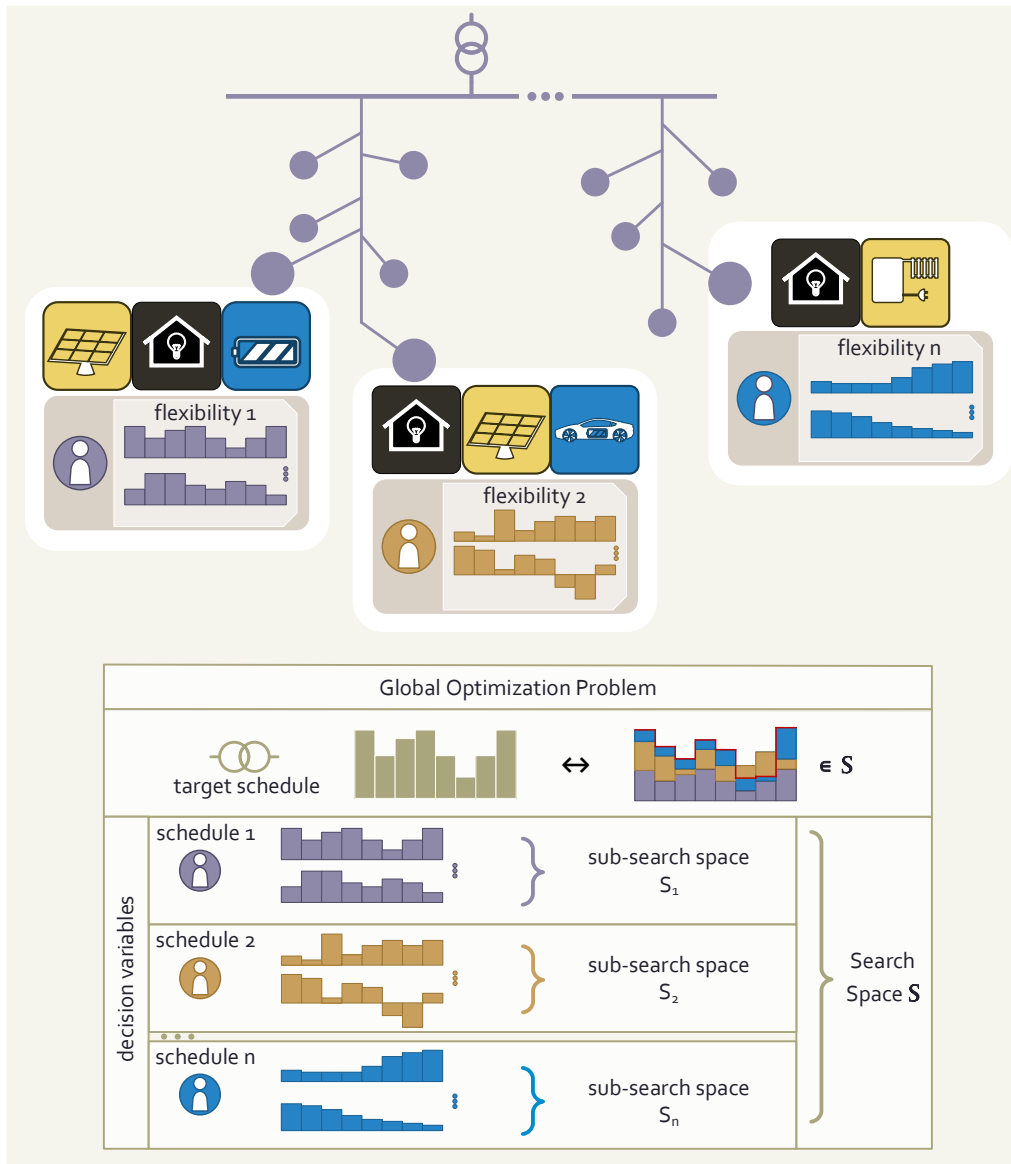 flexibility n
flexibility 1
flexibility 2
Global Optimization Problem
target schedule
↔
∈ S
decision variables
schedule 1
sub-search space
S₁
schedule 2
sub-search space
S₂
schedule n
sub-search space
Sₙ
Search
Space S